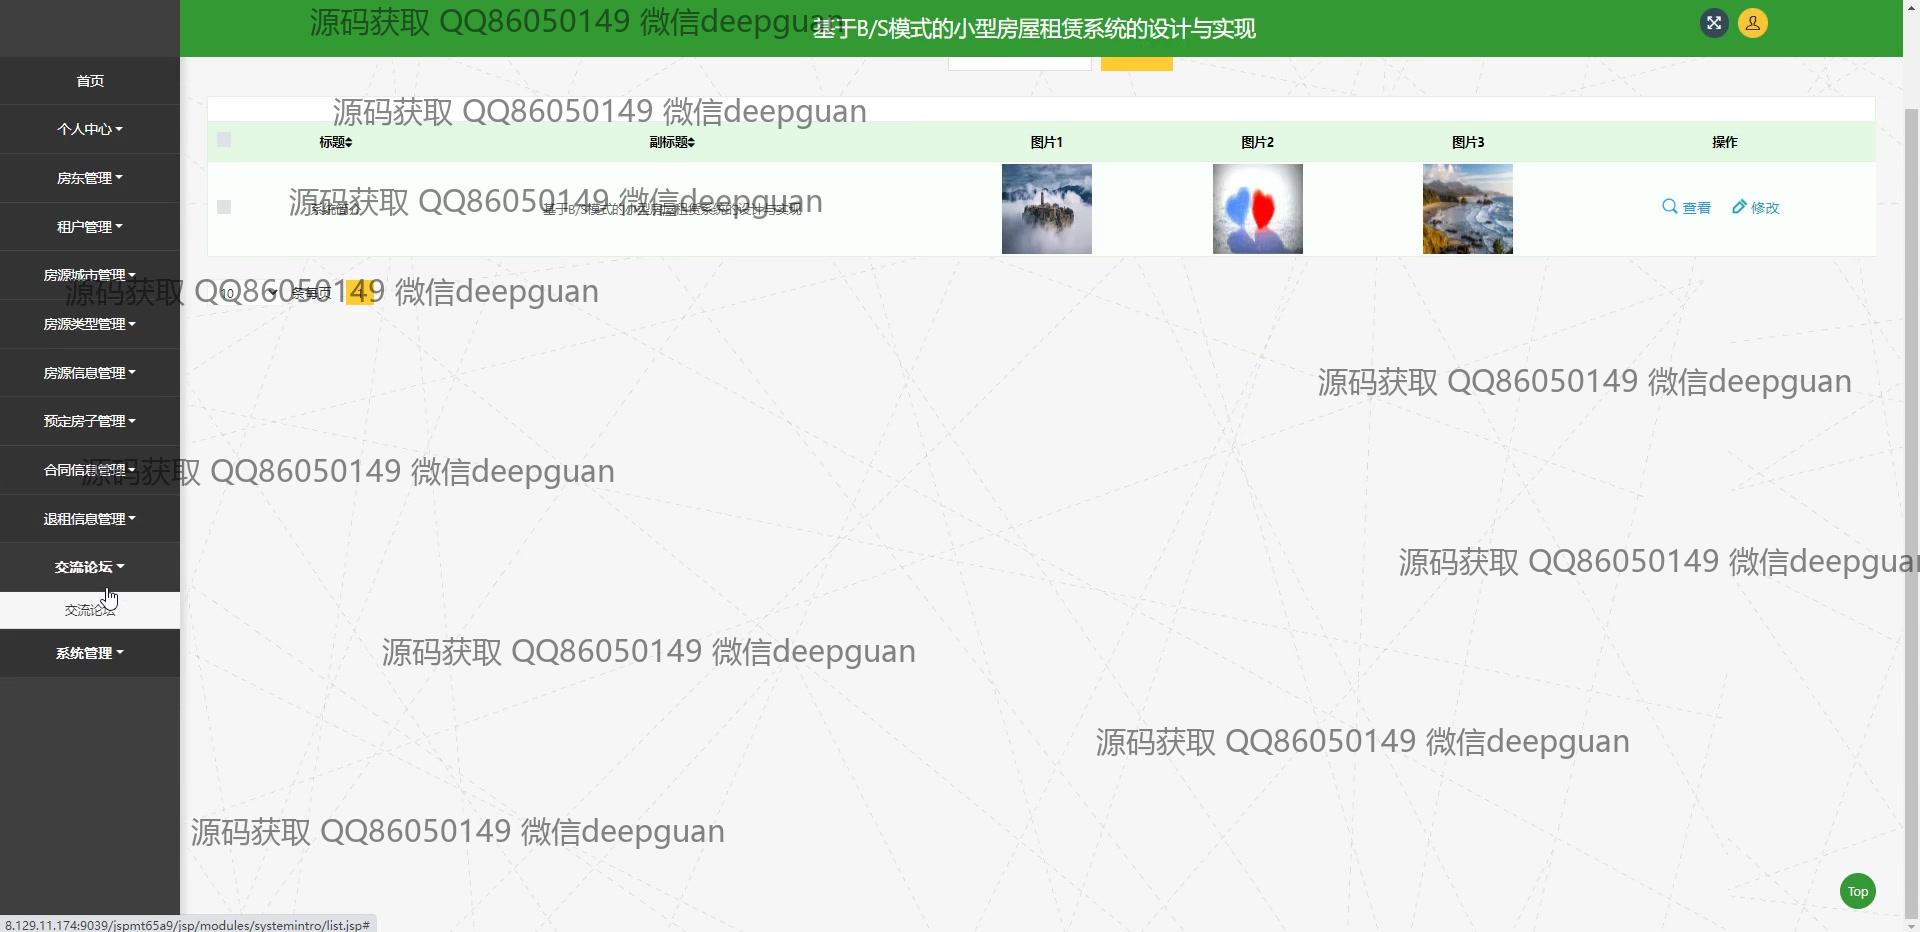 源码获取 QQ86050149 微信deepguan
基于B/S模式的小型房屋租赁系统的设计与实现
首页
个人中心
房东管理
租户管理
房源城市管理
房源类型管理
房源信息管理
预定房子管理
合同信息管理
退租信息管理
交流论坛
交流论坛
系统管理
源码获取 QQ86050149 微信deepguan
标题 副标题 图片1 图片2 图片3 操作
源码获取 QQ86050149 微信deepguan
系统简介 基于B/S模式的小型房屋租赁系统的设计与实现 查看 修改
源码获取 QQ86050149 微信deepguan
10 条每页 1
源码获取 QQ86050149 微信deepguan
源码获取 QQ86050149 微信deepguan
源码获取 QQ86050149 微信deepguan
源码获取 QQ86050149 微信deepguan
源码获取 QQ86050149 微信deepguan
源码获取 QQ86050149 微信deepguan
Top
8.129.11.174:9039/jspmt65a9/jsp/modules/systemintro/list.jsp#